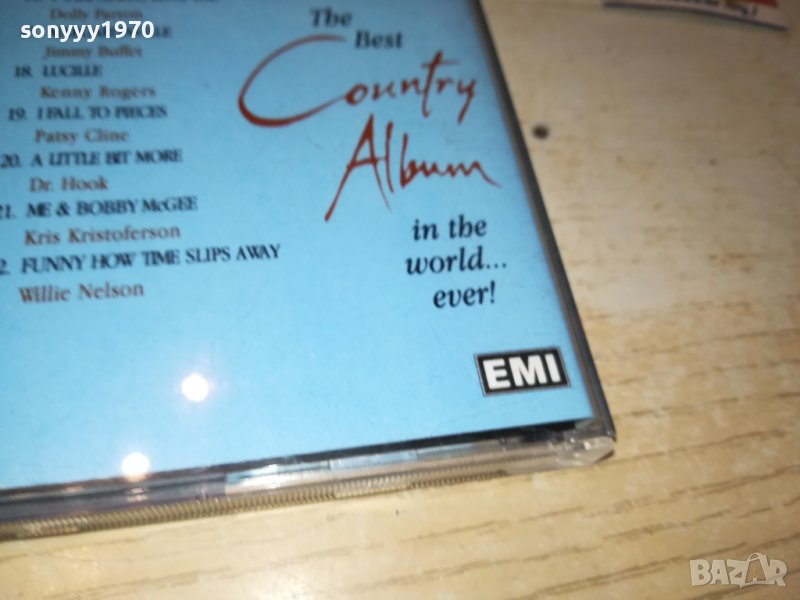 sonyyy1970
Dolly Parton
Jimmy Buffet
18. LUCILLE
Kenny Rogers
19. I FALL TO PIECES
Patsy Cline
20. A LITTLE BIT MORE
Dr. Hook
21. ME & BOBBY McGEE
Kris Kristoferson
2. FUNNY HOW TIME SLIPS AWAY
Willie Nelson
The
Best
Country
Album
in the
world...
ever!
EMI
BAZAR